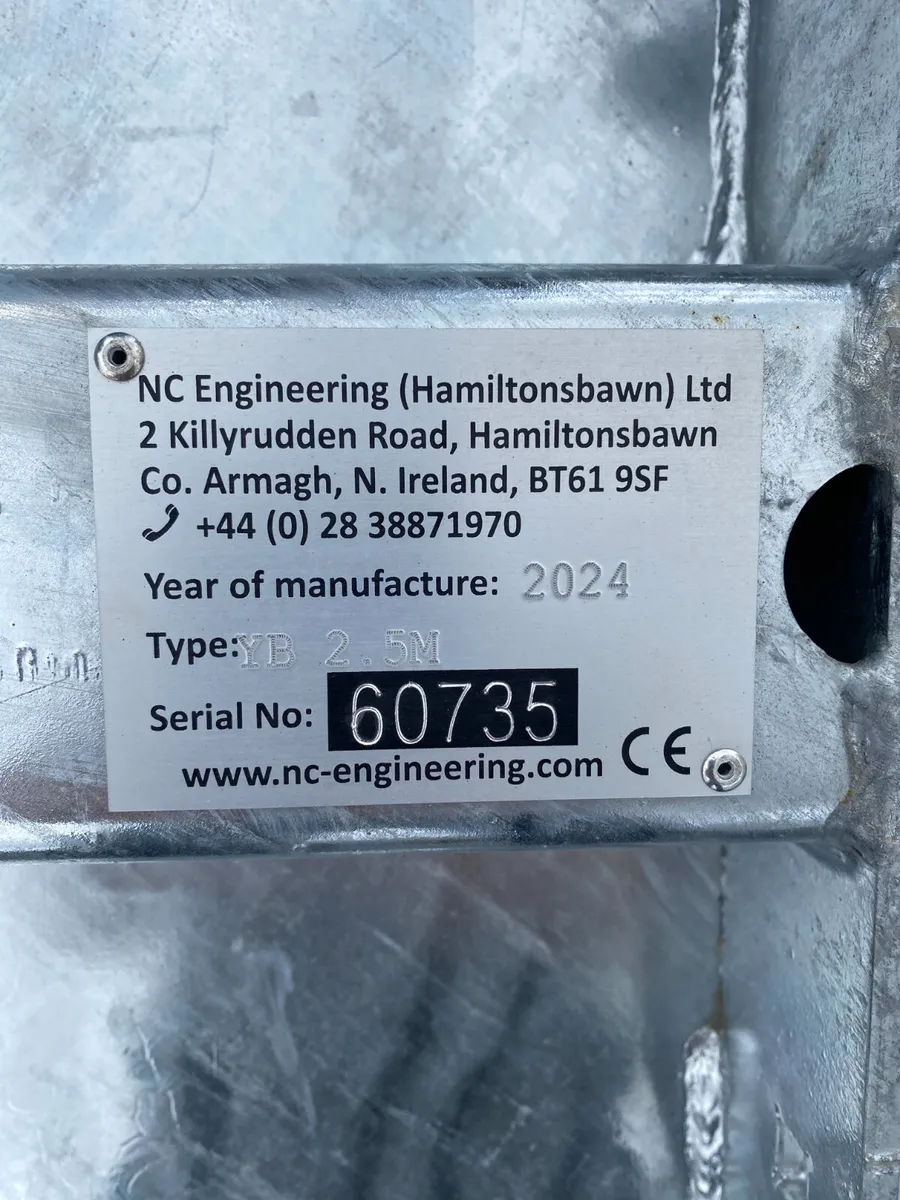 NC Engineering (Hamiltonsbawn) Ltd
2 Killyrudden Road, Hamiltonsbawn
Co. Armagh, N. Ireland, BT61 9SF
+44 (0) 28 38871970
Year of manufacture: 2024
Type: YB 2.5M
Serial No: 60735
www.nc-engineering.com CE